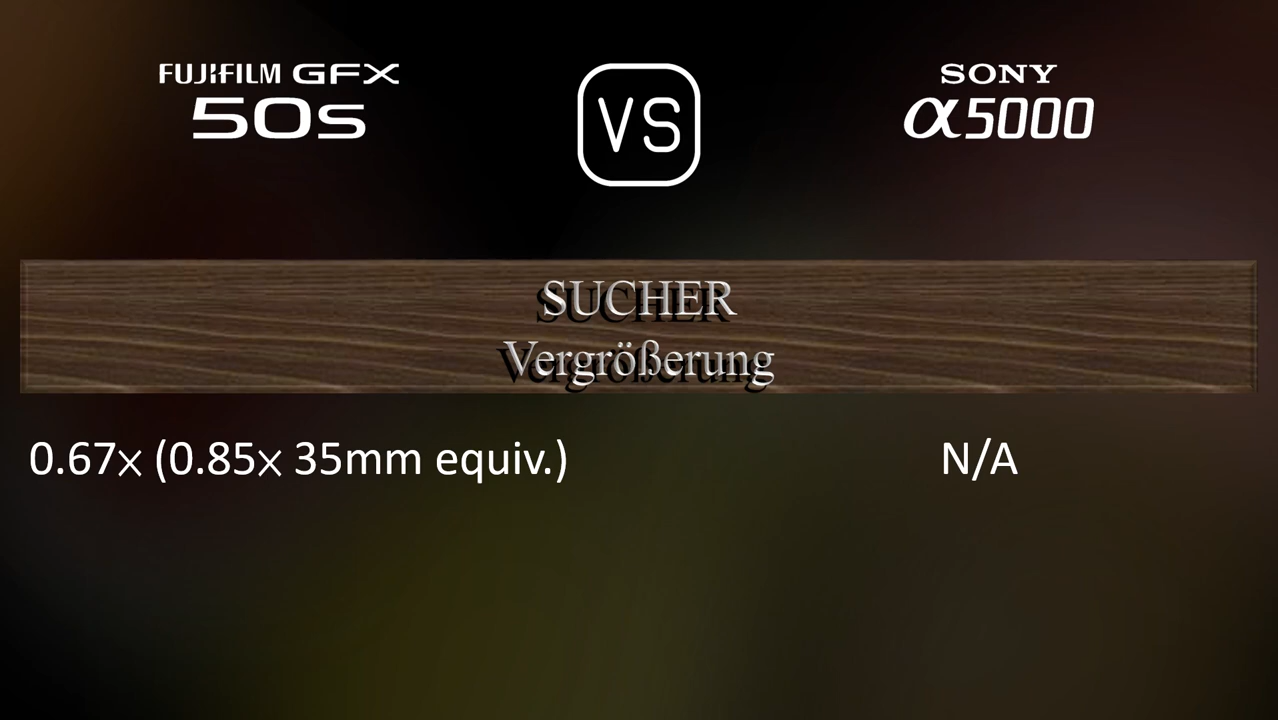 FUJIFILM GFX
50s
VS
SONY
α5000
SUCHER
Vergrößerung
0.67x (0.85x 35mm equiv.)
N/A